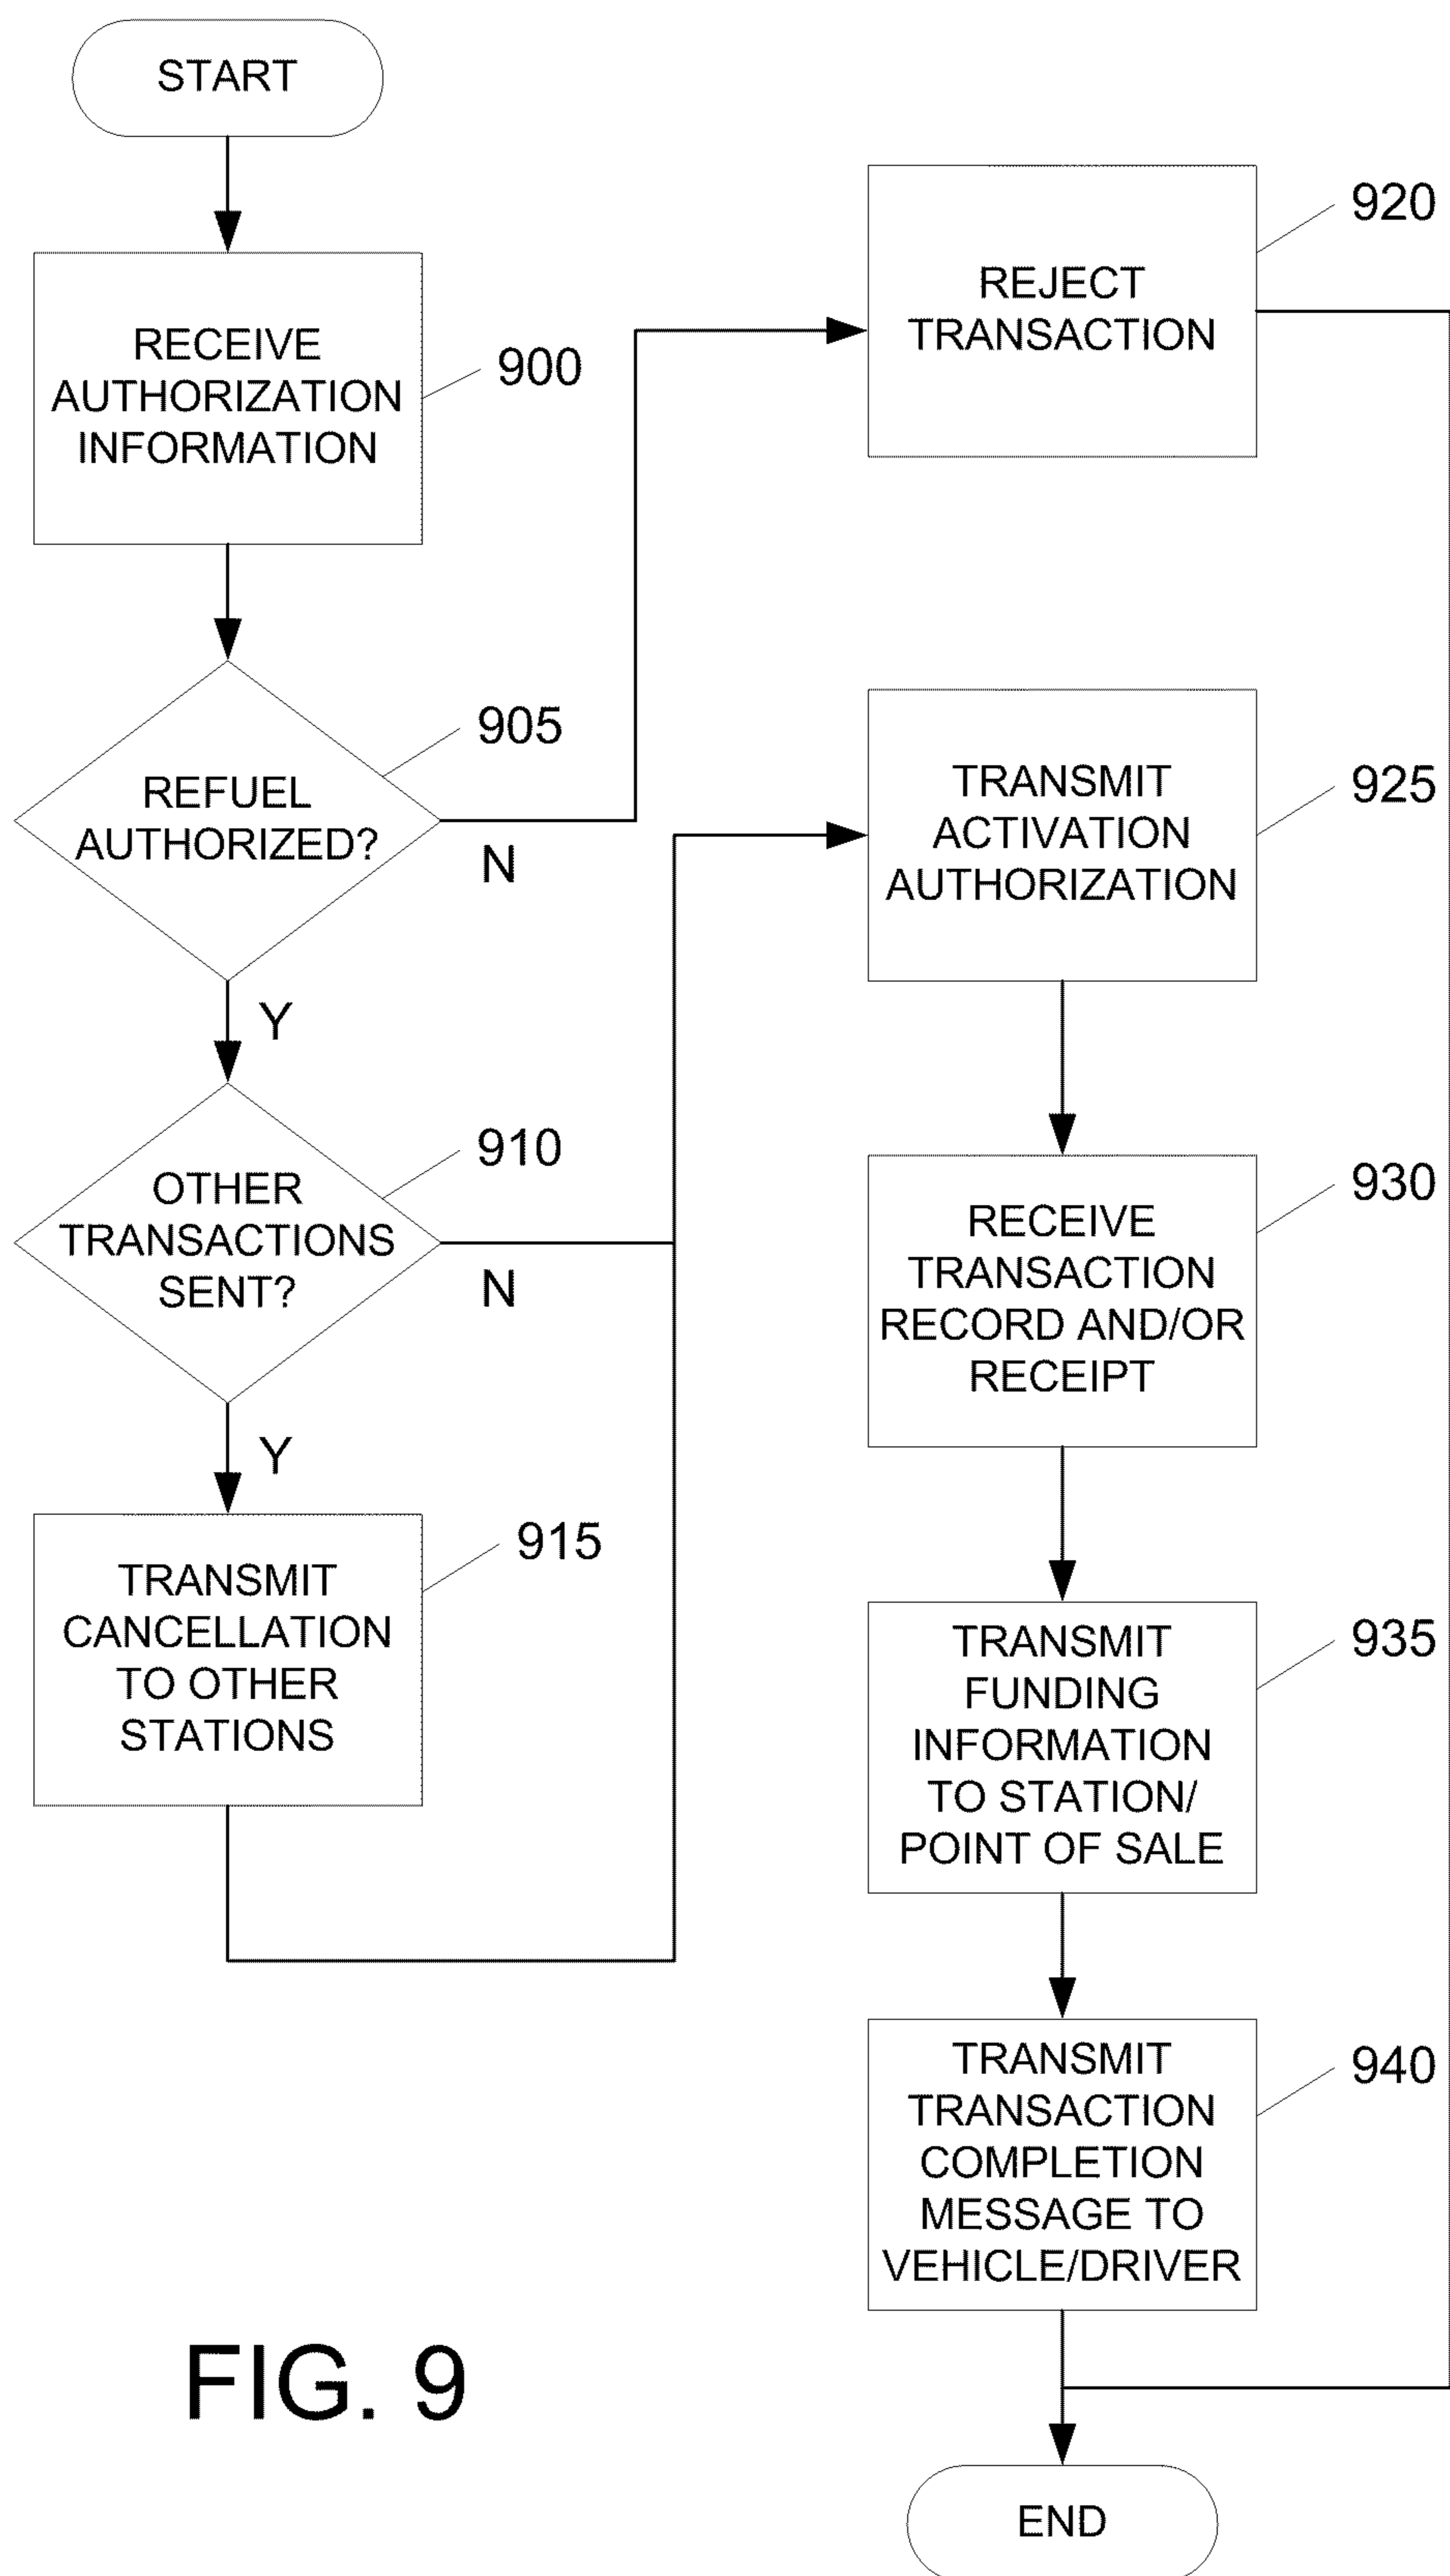 START
RECEIVE
AUTHORIZATION
INFORMATION
900
REFUEL
AUTHORIZED?
905
N
Y
OTHER
TRANSACTIONS
SENT?
910
N
Y
TRANSMIT
CANCELLATION
TO OTHER
STATIONS
915
REJECT
TRANSACTION
920
TRANSMIT
ACTIVATION
AUTHORIZATION
925
RECEIVE
TRANSACTION
RECORD AND/OR
RECEIPT
930
TRANSMIT
FUNDING
INFORMATION
TO STATION/
POINT OF SALE
935
TRANSMIT
TRANSACTION
COMPLETION
MESSAGE TO
VEHICLE/DRIVER
940
END
FIG. 9